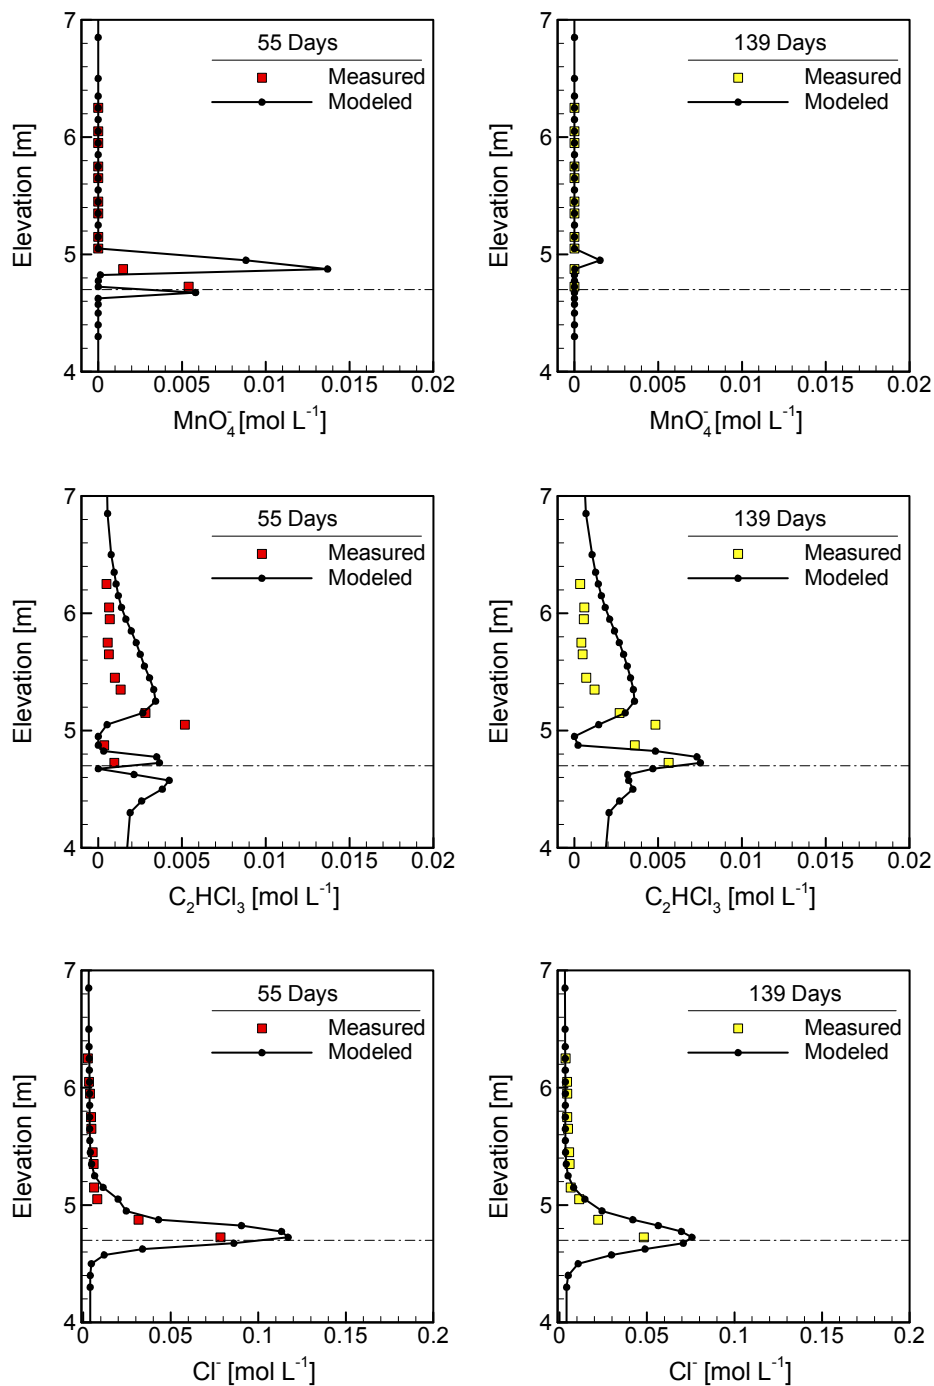 7
55 Days
Measured
Modeled
6
Elevation [m]
5
4
0 0.005 0.01 0.015 0.02
MnO₄⁻ [mol L⁻¹]
7
139 Days
Measured
Modeled
6
Elevation [m]
5
4
0 0.005 0.01 0.015 0.02
MnO₄⁻ [mol L⁻¹]
7
55 Days
Measured
Modeled
6
Elevation [m]
5
4
0 0.005 0.01 0.015 0.02
C₂HCl₃ [mol L⁻¹]
7
139 Days
Measured
Modeled
6
Elevation [m]
5
4
0 0.005 0.01 0.015 0.02
C₂HCl₃ [mol L⁻¹]
7
55 Days
Measured
Modeled
6
Elevation [m]
5
4
0 0.05 0.1 0.15 0.2
Cl⁻ [mol L⁻¹]
7
139 Days
Measured
Modeled
6
Elevation [m]
5
4
0 0.05 0.1 0.15 0.2
Cl⁻ [mol L⁻¹]